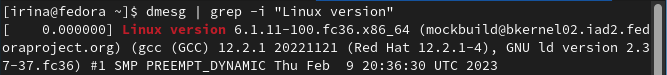 [irina@fedora ~]$ dmesg | grep -i "Linux version"
[    0.000000] Linux version 6.1.11-100.fc36.x86_64 (mockbuild@bkernel02.iad2.fed
oraproject.org) (gcc (GCC) 12.2.1 20221121 (Red Hat 12.2.1-4), GNU ld version 2.3
7-37.fc36) #1 SMP PREEMPT_DYNAMIC Thu Feb  9 20:36:30 UTC 2023